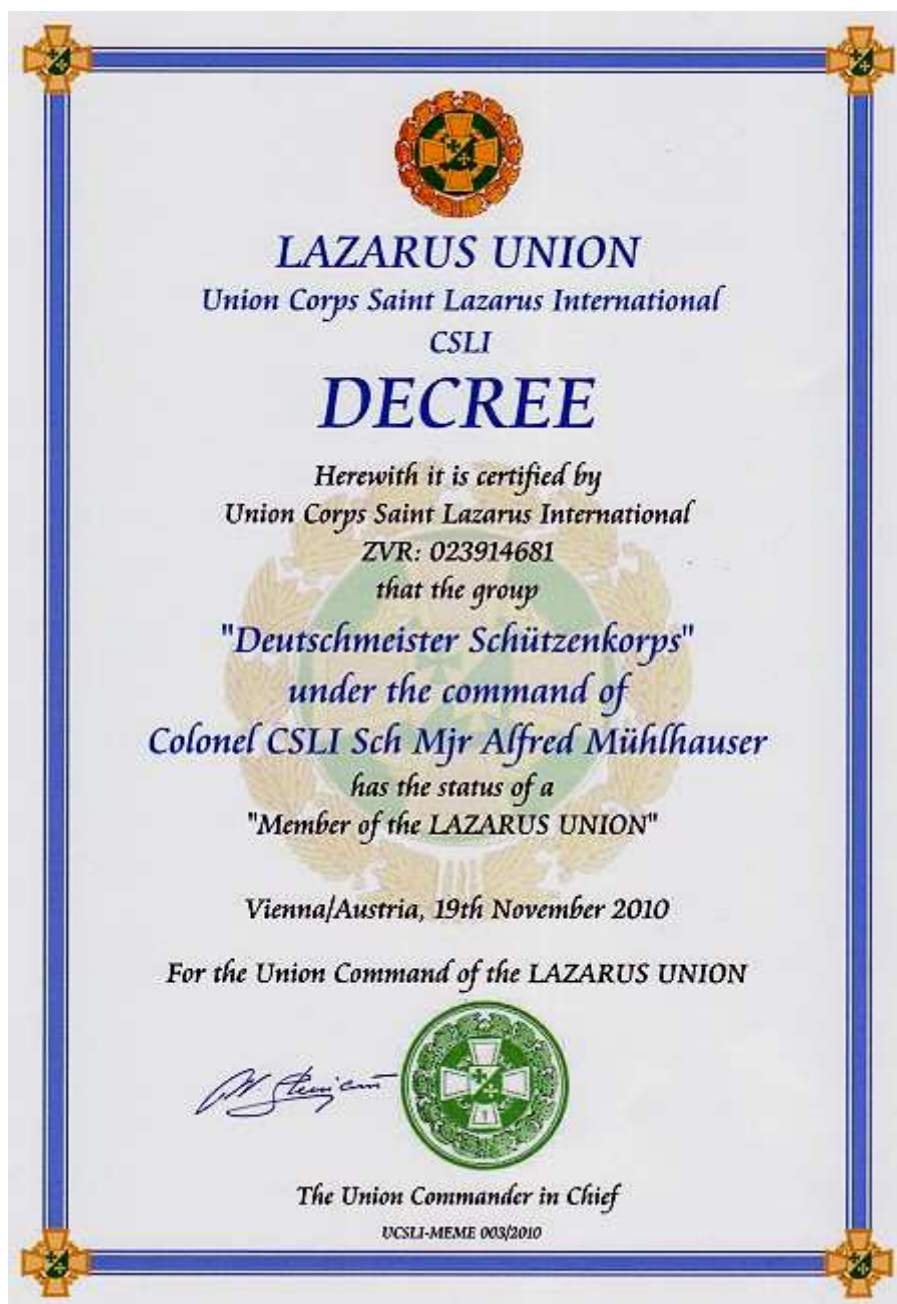 LAZARUS UNION
Union Corps Saint Lazarus International
CSLI
DECREE
Herewith it is certified by
Union Corps Saint Lazarus International
ZVR: 023914681
that the group
"Deutschmeister Schützenkorps"
under the command of
Colonel CSLI Sch Mjr Alfred Mühlhauser
has the status of a
"Member of the LAZARUS UNION"
Vienna/Austria, 19th November 2010
For the Union Command of the LAZARUS UNION
1
The Union Commander in Chief
UCSLI-MEME 003/2010